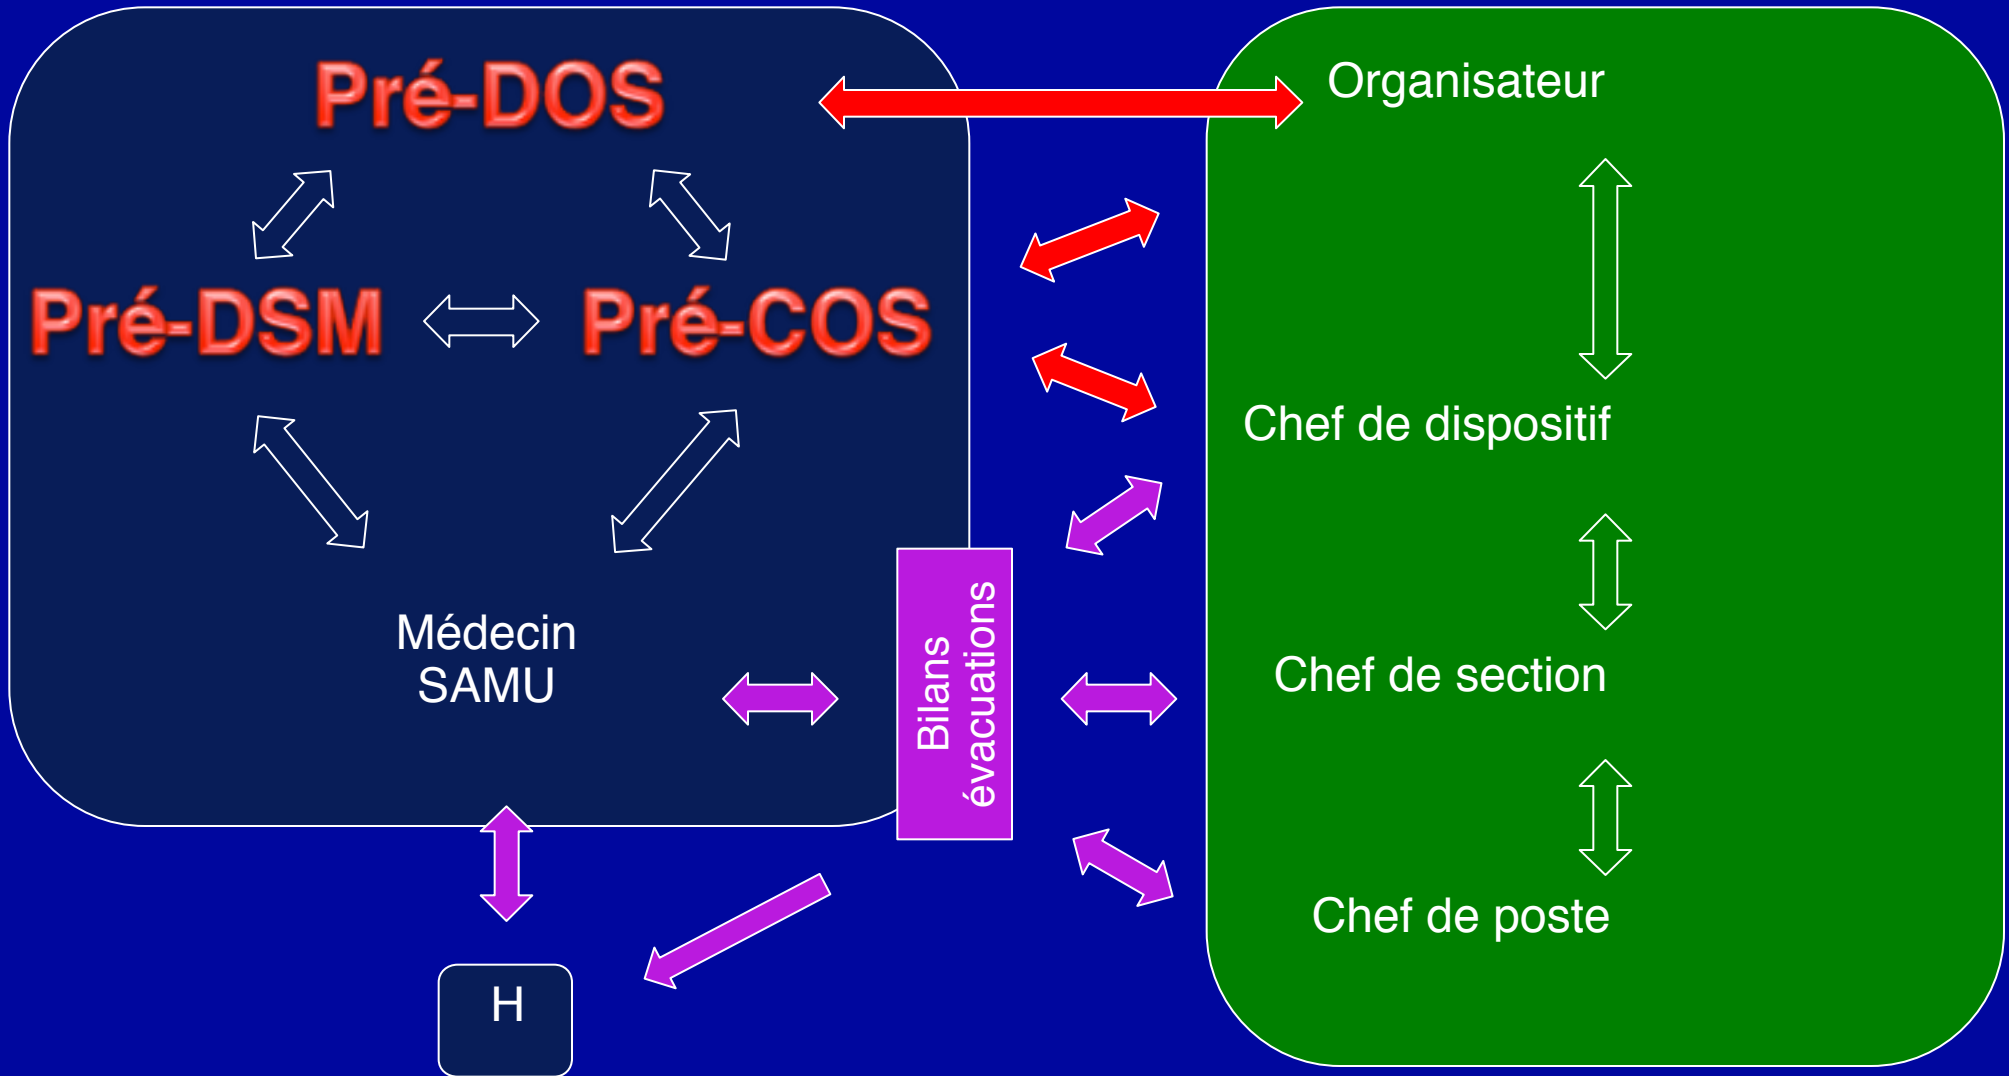 Pré-DOS
Organisateur
Pré-DSM
Pré-COS
Chef de dispositif
Médecin
SAMU
Bilans
évacuations
Chef de section
Chef de poste
H